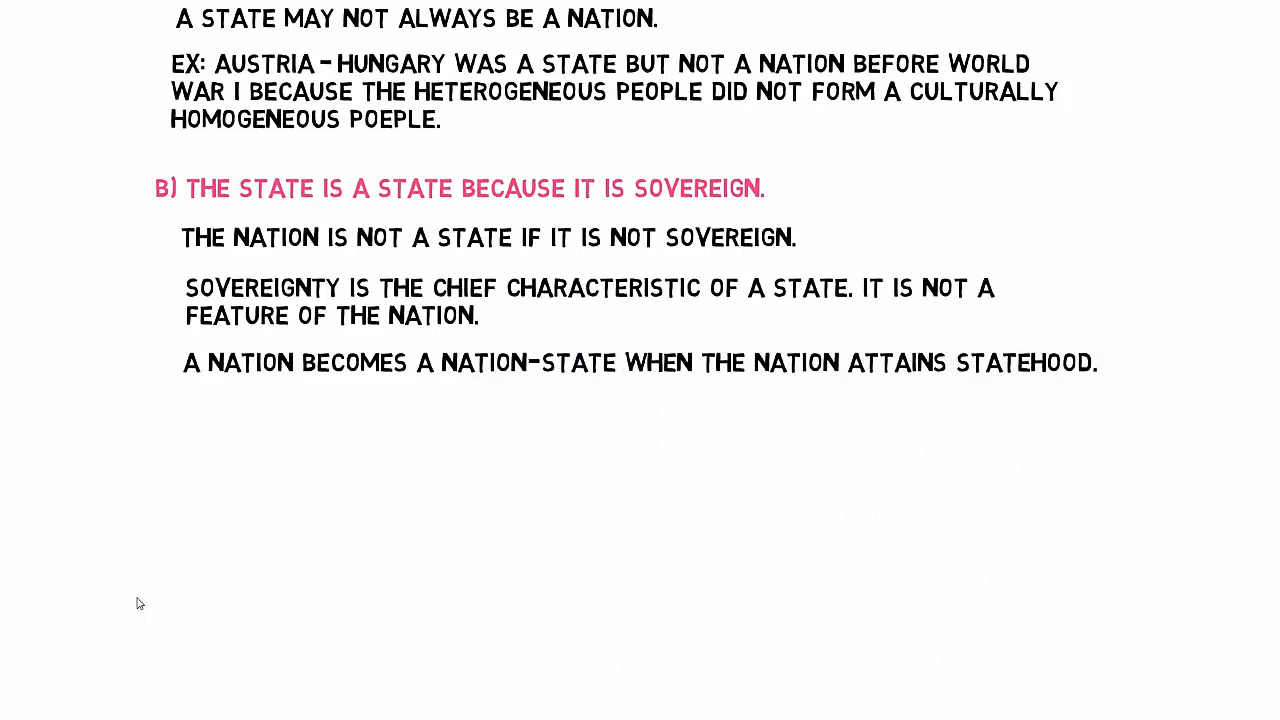 A STATE MAY NOT ALWAYS BE A NATION.
EX: AUSTRIA - HUNGARY WAS A STATE BUT NOT A NATION BEFORE WORLD
WAR I BECAUSE THE HETEROGENEOUS PEOPLE DID NOT FORM A CULTURALLY
HOMOGENEOUS POEPLE.
B) THE STATE IS A STATE BECAUSE IT IS SOVEREIGN.
THE NATION IS NOT A STATE IF IT IS NOT SOVEREIGN.
SOVEREIGNTY IS THE CHIEF CHARACTERISTIC OF A STATE. IT IS NOT A
FEATURE OF THE NATION.
A NATION BECOMES A NATION-STATE WHEN THE NATION ATTAINS STATEHOOD.